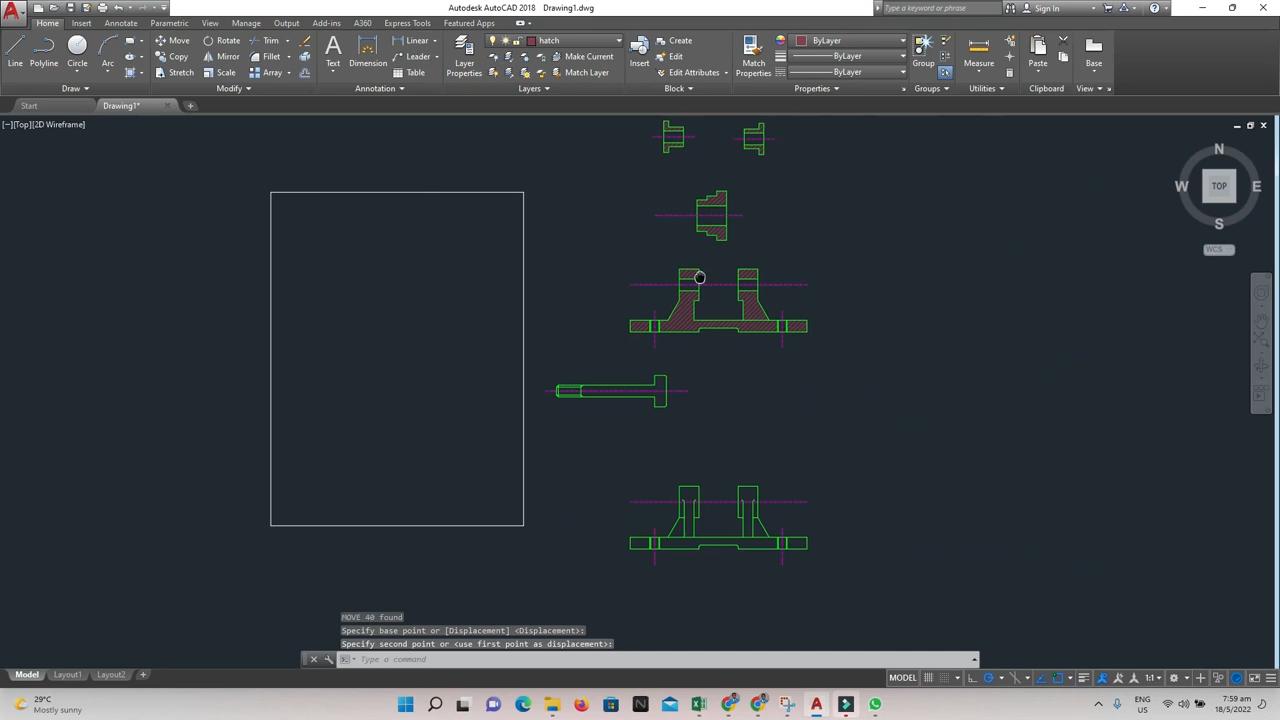 Autodesk AutoCAD 2018 Drawing1.dwg
Type a keyword or phrase
Sign In
Home Insert Annotate Parametric View Manage Output Add-ins A360 Express Tools Featured Apps
Line Polyline Circle Arc
Move Rotate Trim
Copy Mirror Fillet
Stretch Scale Array
Text Dimension
Linear
Leader
Table
Layer Properties
hatch
Make Current
Match Layer
Insert
Create
Edit
Edit Attributes
Match Properties
ByLayer
ByLayer
ByLayer
Group
Measure
Paste
Base
Draw Modify Annotation Layers Block Properties Groups Utilities Clipboard View
Start Drawing1*
[−][Top][2D Wireframe]
N
W TOP E
S
WCS
MOVE 40 found
Specify base point or [Displacement] <Displacement>:
Specify second point or <use first point as displacement>:
Type a command
Model Layout1 Layout2
MODEL
1:1
29°C
Mostly sunny
ENG
US
7:59 am
18/5/2022